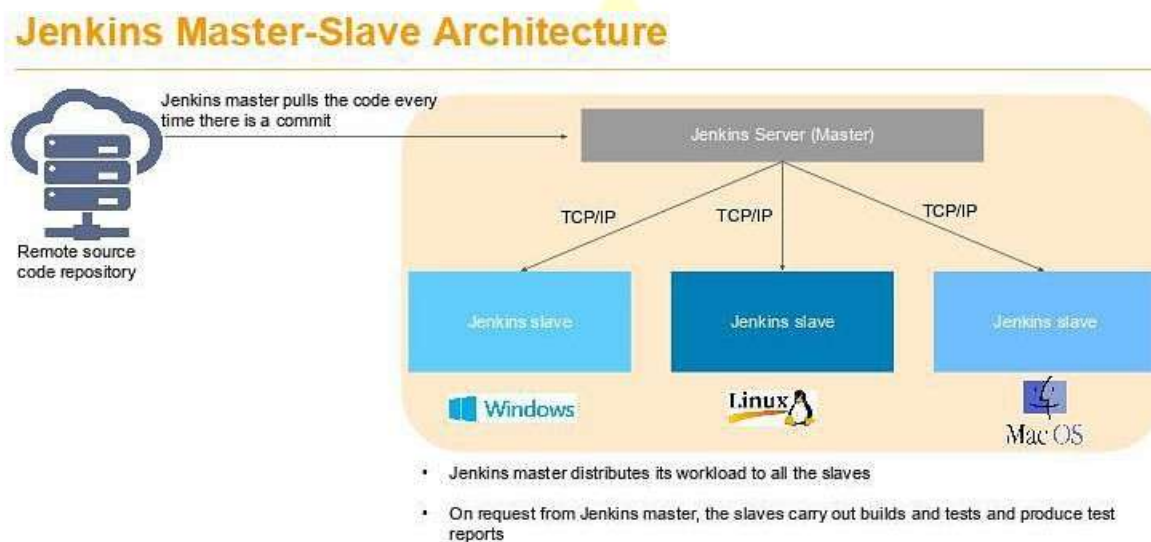 Jenkins Master-Slave Architecture
Jenkins master pulls the code every
time there is a commit
Jenkins Server (Master)
TCP/IP
TCP/IP
TCP/IP
Remote source
code repository
Jenkins slave
Jenkins slave
Jenkins slave
Windows
Linux
Mac OS
• Jenkins master distributes its workload to all the slaves
• On request from Jenkins master, the slaves carry out builds and tests and produce test
reports